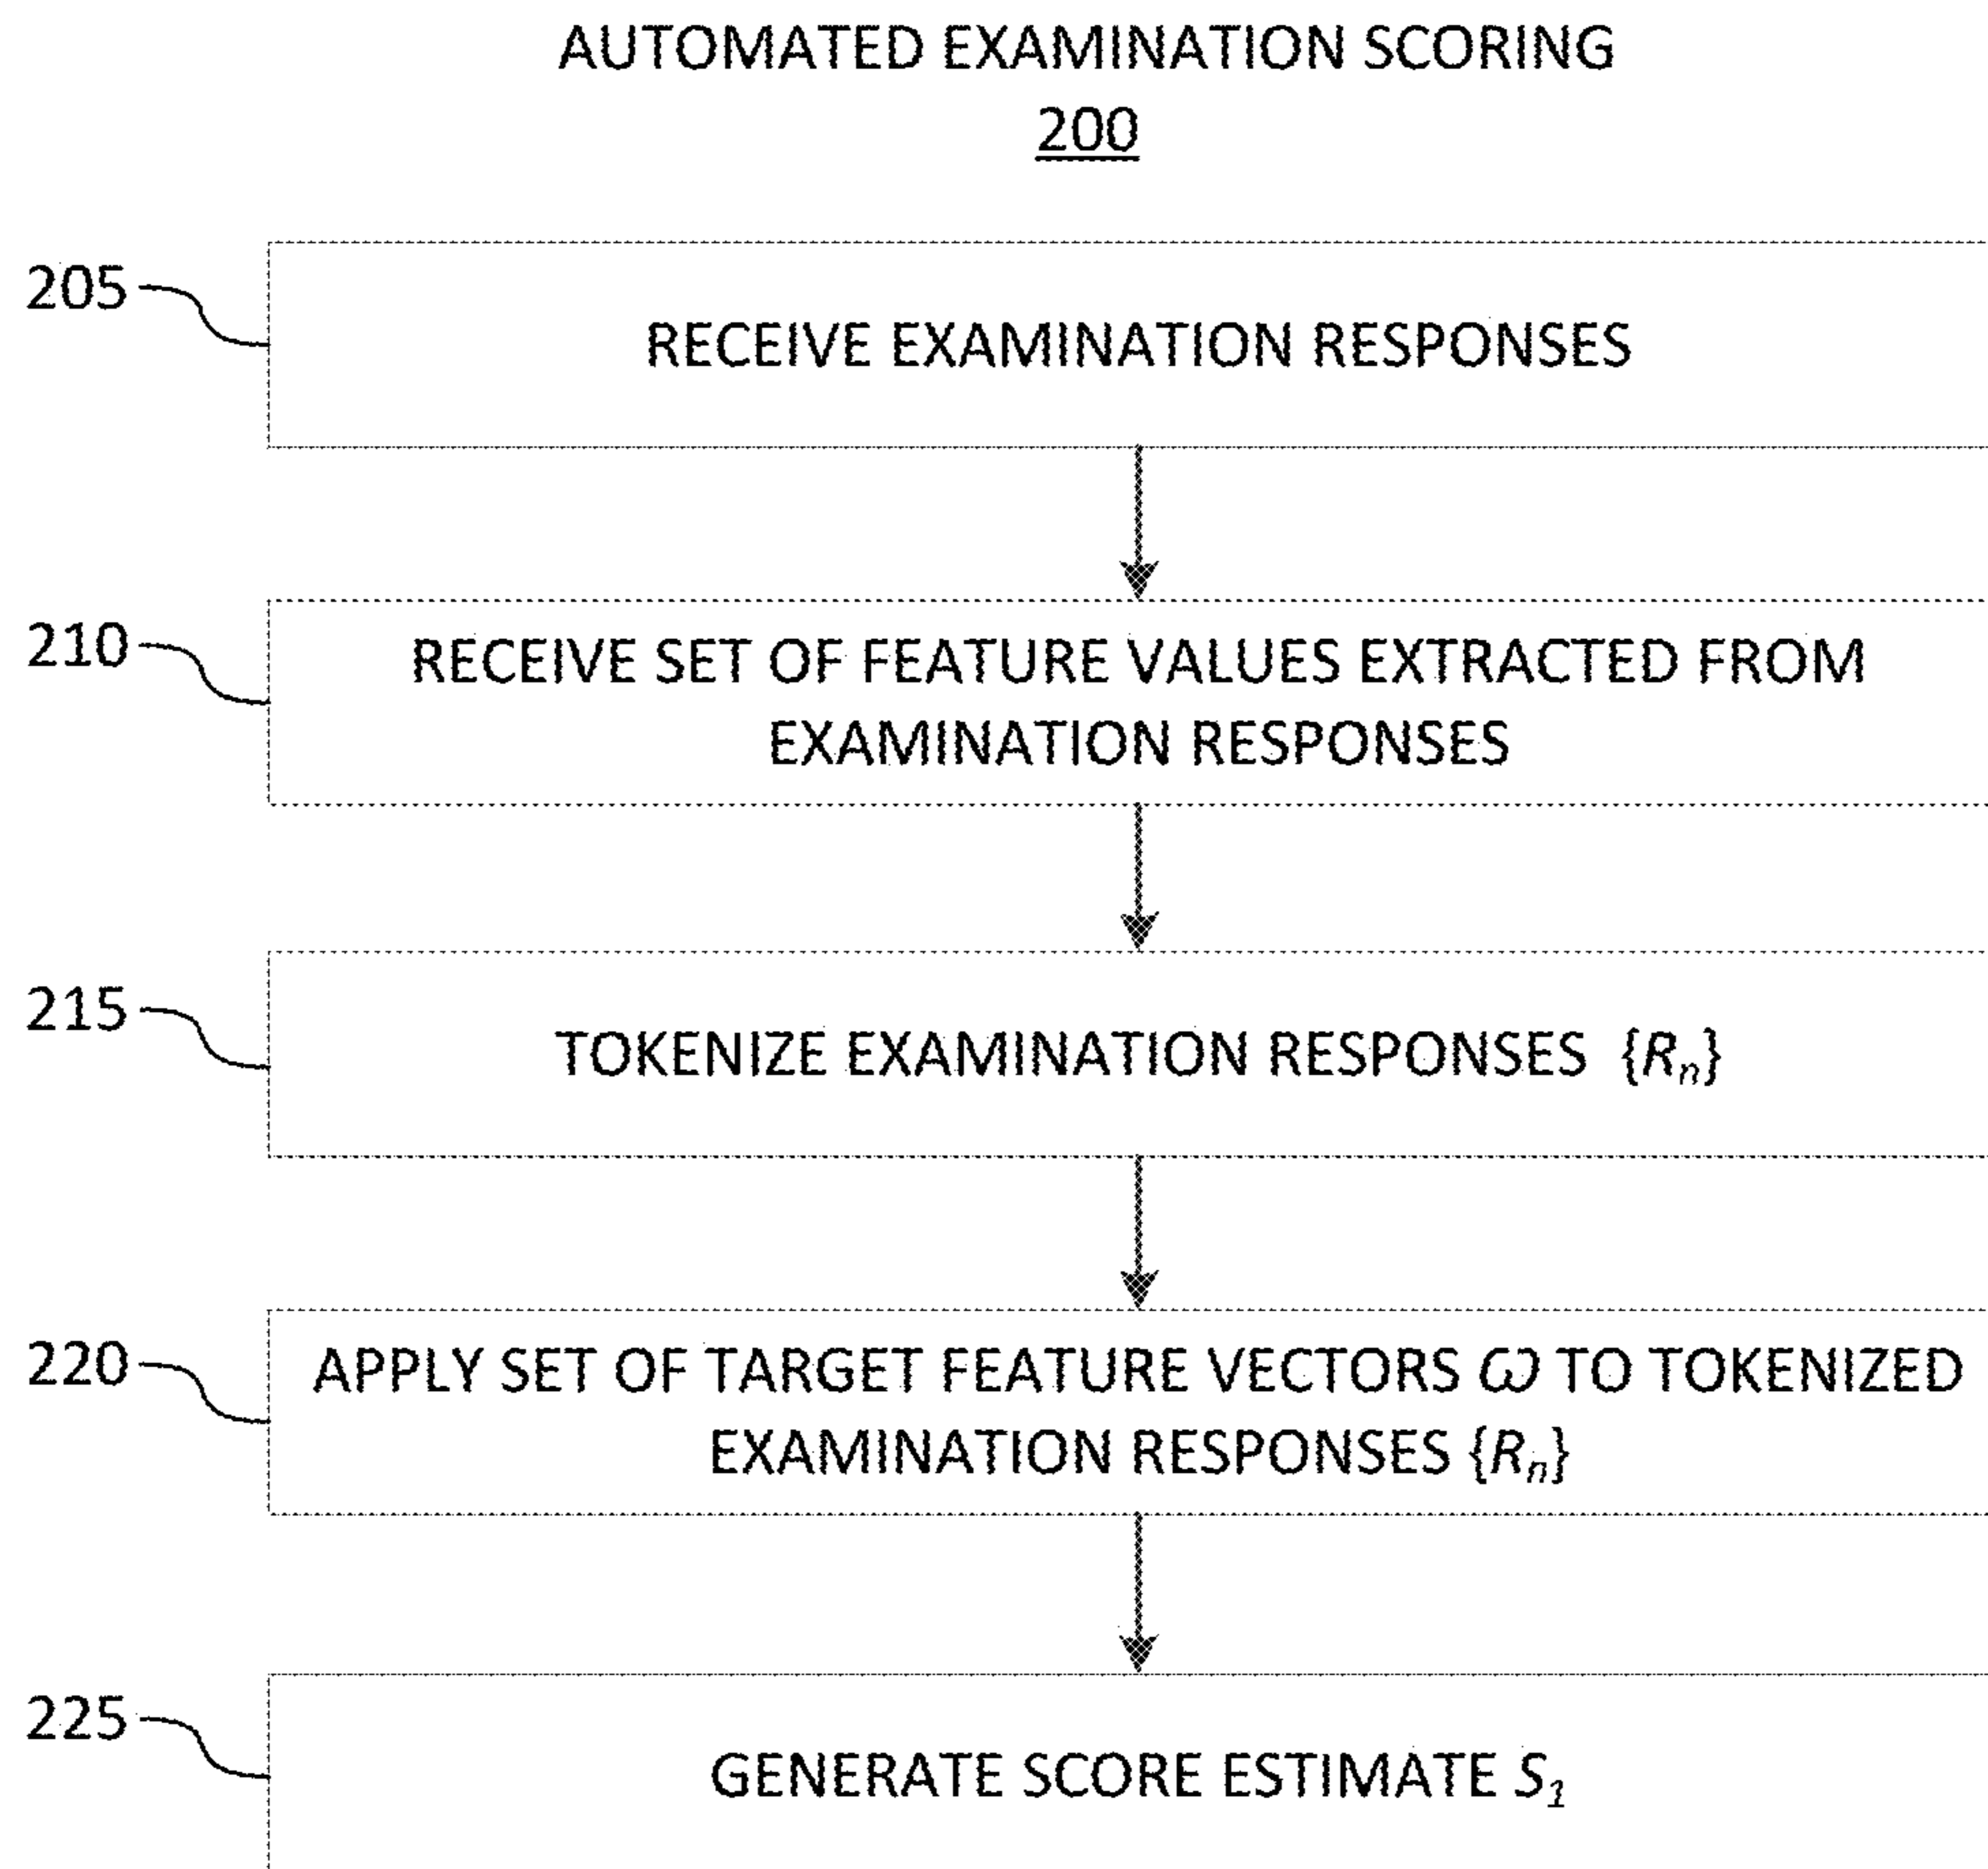 AUTOMATED EXAMINATION SCORING
200
205
RECEIVE EXAMINATION RESPONSES
210
RECEIVE SET OF FEATURE VALUES EXTRACTED FROM
EXAMINATION RESPONSES
215
TOKENIZE EXAMINATION RESPONSES {Rₙ}
220
APPLY SET OF TARGET FEATURE VECTORS ω TO TOKENIZED
EXAMINATION RESPONSES {Rₙ}
225
GENERATE SCORE ESTIMATE S₁